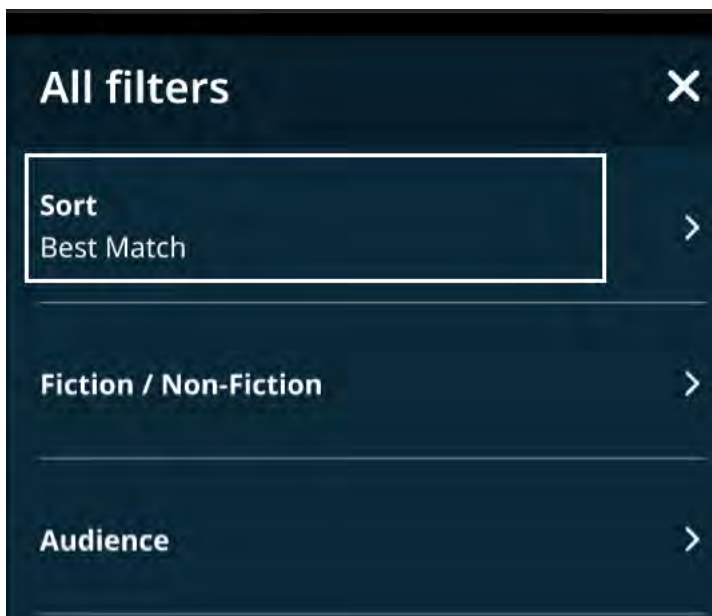 All filters
Sort
Best Match
Fiction / Non-Fiction
Audience